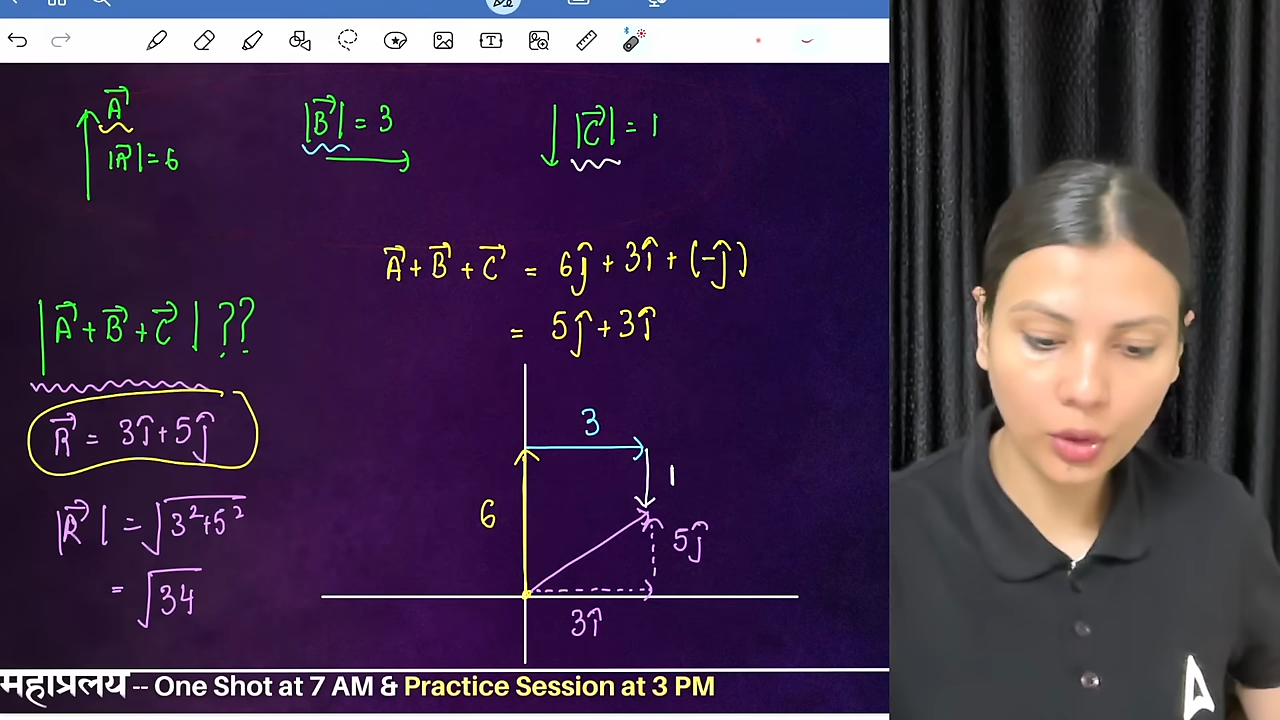 A⃗
|A⃗| = 6
|B⃗| = 3
|C⃗| = 1
A⃗ + B⃗ + C⃗ = 6ĵ + 3î + (-ĵ)
= 5ĵ + 3î
|A⃗ + B⃗ + C⃗| ??
R⃗ = 3î + 5ĵ
|R⃗| = √3²+5²
= √34
3
1
6
5ĵ
3î
महाप्रलय -- One Shot at 7 AM & Practice Session at 3 PM